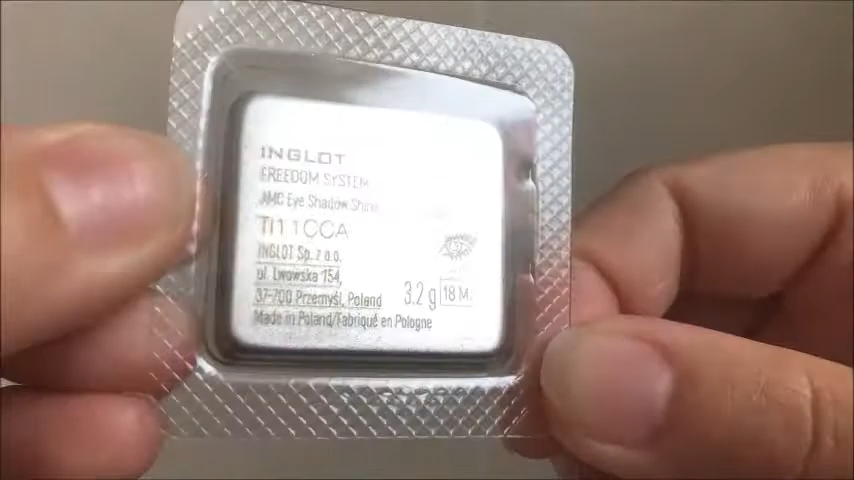 INGLOT
FREEDOM SYSTEM
AMC Eye Shadow Shine
TI11CCA
INGLOT Sp. z o.o.
ul. Lwowska 154,
37-700 Przemyśl, Poland
3.2 g 18 M
Made in Poland/Fabriqué en Pologne